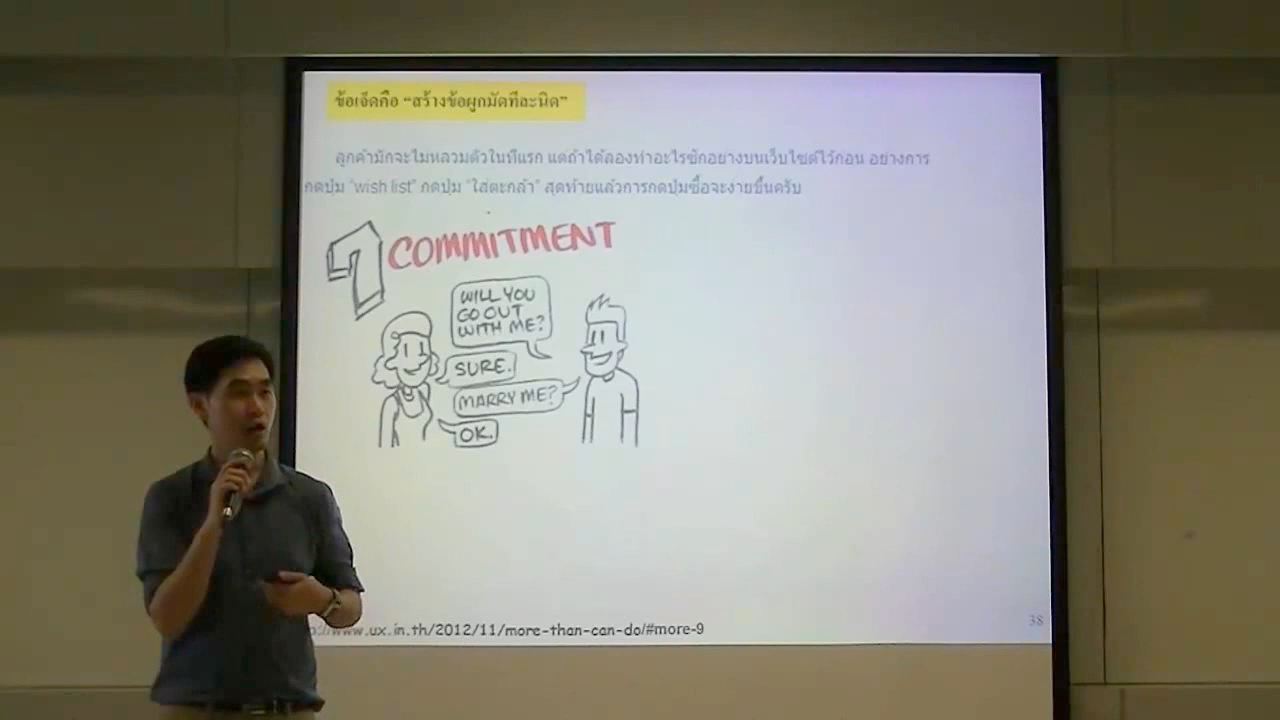 ข้อเจ็ดคือ “สร้างข้อผูกมัดทีละนิด”
ลูกค้ามักจะไม่หลวมตัวในทีแรก แต่ถ้าได้ลองทำอะไรซักอย่างบนเว็บไซต์ไว้ก่อน อย่างการ
กดปุ่ม “wish list” กดปุ่ม “ใส่ตะกล้า” สุดท้ายแล้วการกดปุ่มซื้อจะง่ายขึ้นครับ
7 COMMITMENT
WILL YOU
GO OUT
WITH ME?
SURE.
MARRY ME?
OK.
www.ux.in.th/2012/11/more-than-can-do/#more-9
38